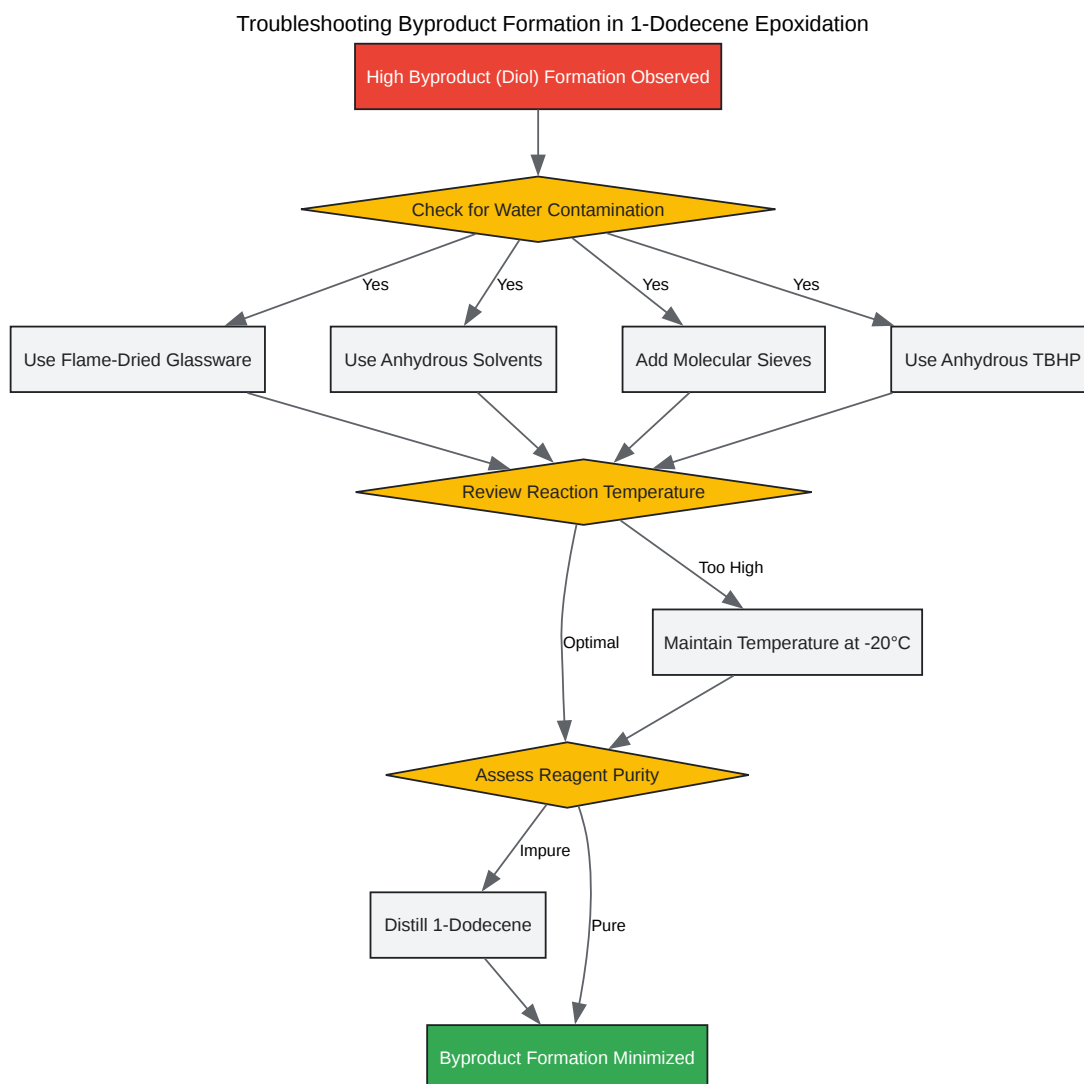 Troubleshooting Byproduct Formation in 1-Dodecene Epoxidation
High Byproduct (Diol) Formation Observed
Check for Water Contamination
Yes
Yes
Yes
Yes
Use Flame-Dried Glassware
Use Anhydrous Solvents
Add Molecular Sieves
Use Anhydrous TBHP
Review Reaction Temperature
Too High
Optimal
Maintain Temperature at -20°C
Assess Reagent Purity
Impure
Distill 1-Dodecene
Pure
Byproduct Formation Minimized